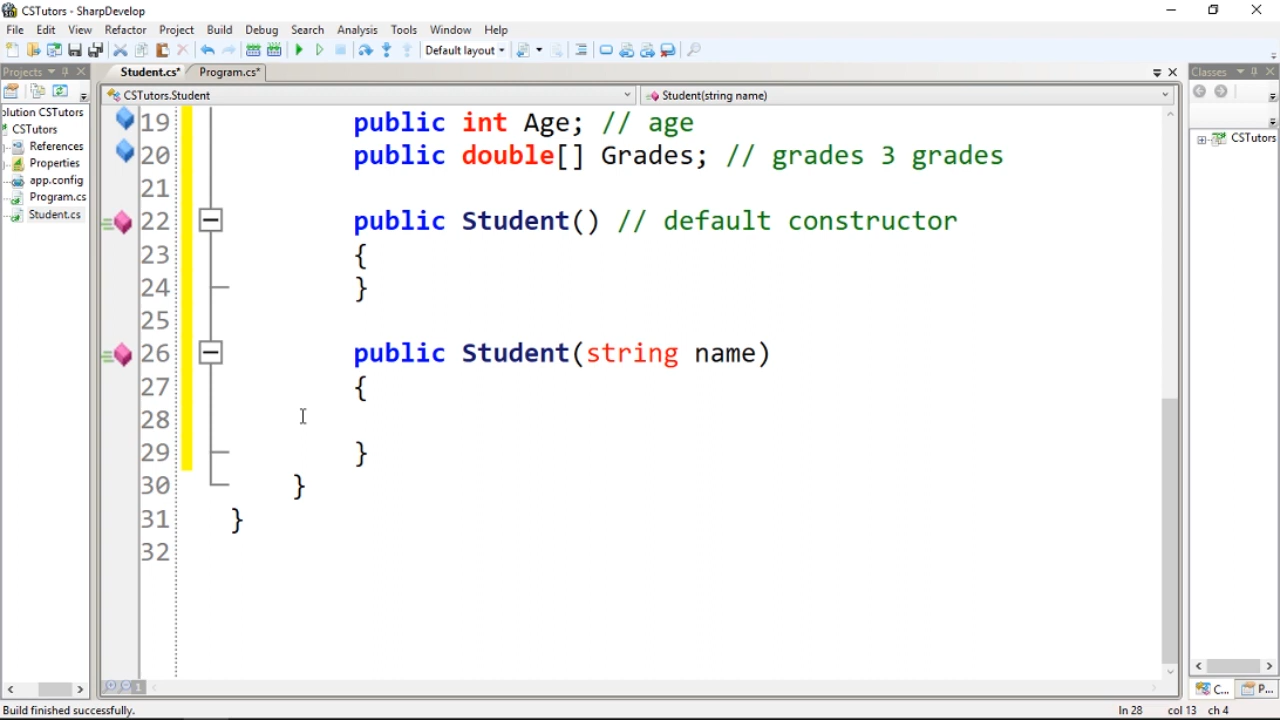 CSTutors - SharpDevelop
File Edit View Refactor Project Build Debug Search Analysis Tools Window Help
Default layout
Projects
Student.cs* Program.cs*
Classes
CSTutors.Student
Student(string name)
olution CSTutors
CSTutors
References
Properties
app.config
Program.cs
Student.cs
CSTutors
19 public int Age; // age
20 public double[] Grades; // grades 3 grades
21
22 public Student() // default constructor
23 {
24 }
25
26 public Student(string name)
27 {
28
29 }
30 }
31 }
32
1
C... P...
Build finished successfully.
ln 28 col 13 ch 4